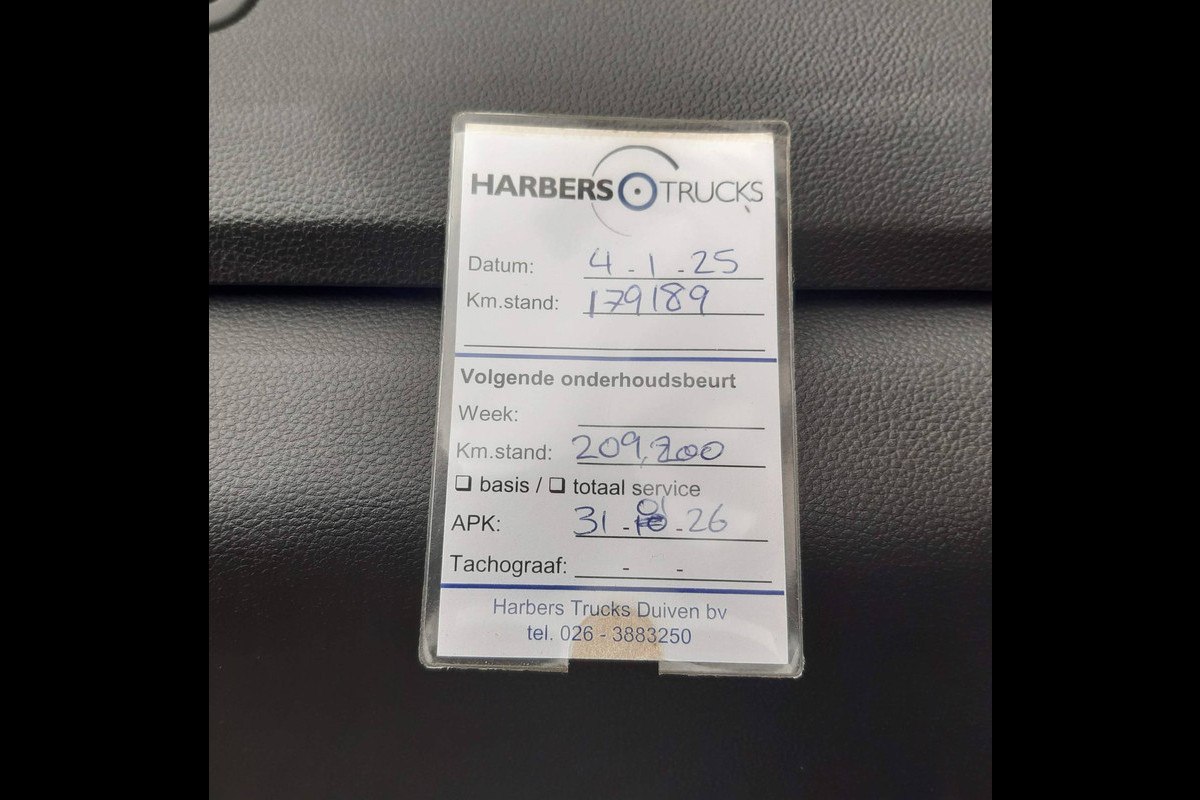 HARBERS TRUCKS
Datum: 4 - 1 - 25
Km.stand: 179189
Volgende onderhoudsbeurt
Week:
Km.stand: 209,200
❑ basis / ❑ totaal service
APK: 31 - 01 - 26
Tachograaf: - -
Harbers Trucks Duiven bv
tel. 026 - 3883250